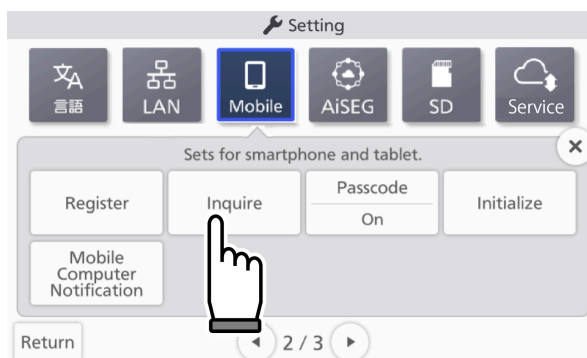 Setting
文A
言語
LAN
Mobile
AiSEG
SD
Service
Sets for smartphone and tablet.
Register
Inquire
Passcode
On
Initialize
Mobile
Computer
Notification
Return
2 / 3